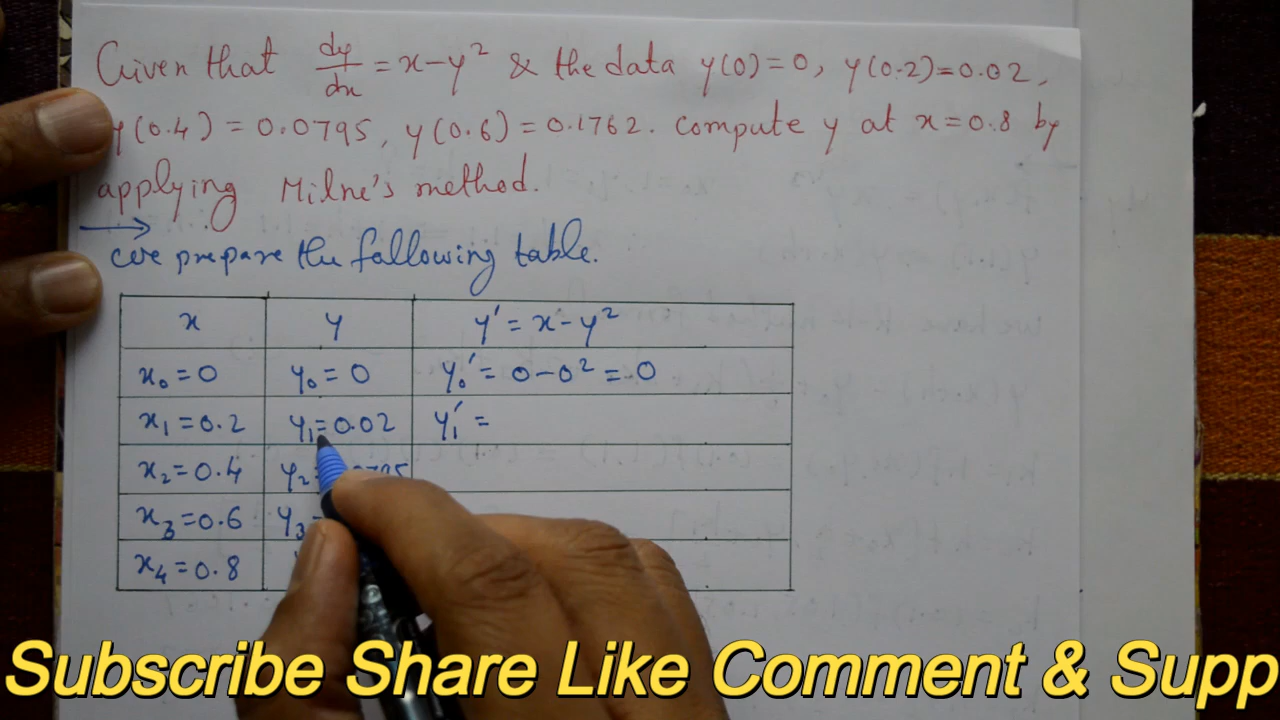 Given that dy/dx = x-y² & the data y(0)=0, y(0.2)=0.02,
y(0.4)=0.0795, y(0.6)=0.1762. compute y at x=0.8 by
applying Milne's method.
we prepare the following table.
x y y' = x-y²
x₀=0 y₀=0 y₀' = 0-0² = 0
x₁=0.2 y₁=0.02 y₁' =
x₂=0.4 y₂=
x₃=0.6 y₃=
x₄=0.8
Subscribe Share Like Comment & Supp